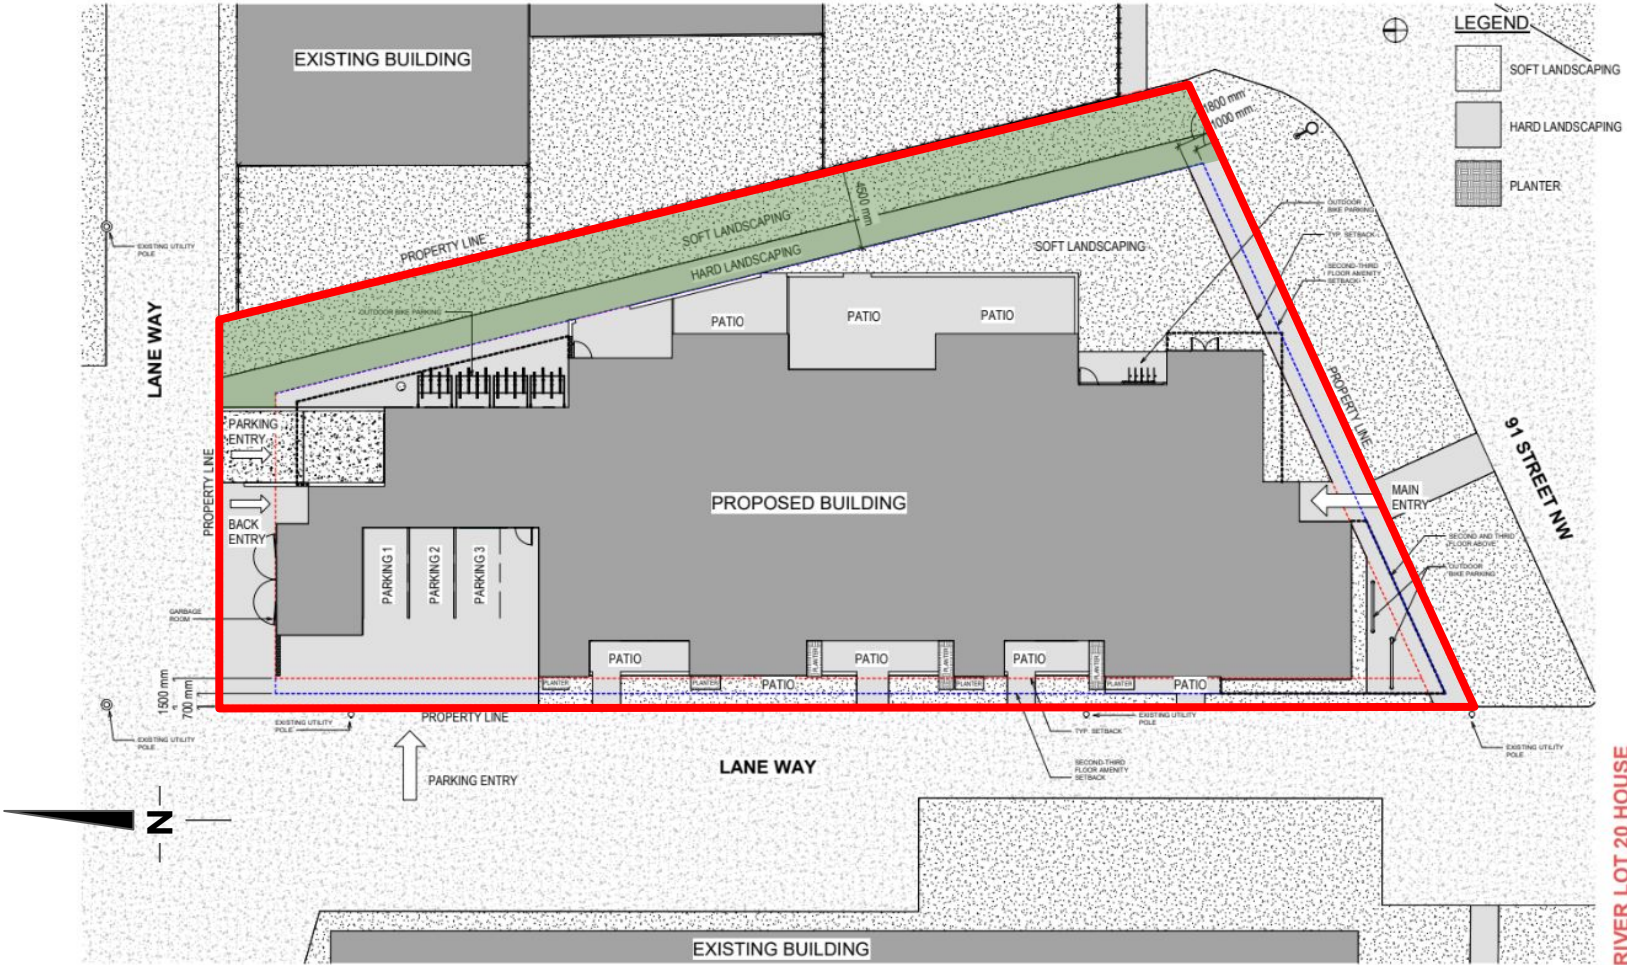 EXISTING BUILDING
LEGEND
SOFT LANDSCAPING
HARD LANDSCAPING
PLANTER
1800 mm
1000 mm
OUTDOOR
BIKE PARKING
TYP. SETBACK
SECOND-THIRD
FLOOR AMENITY
SETBACK
EXISTING UTILITY
POLE
PROPERTY LINE
SOFT LANDSCAPING
HARD LANDSCAPING
4500 mm
SOFT LANDSCAPING
LANE WAY
OUTDOOR BIKE PARKING
PATIO
PATIO
PATIO
PROPERTY LINE
91 STREET NW
PARKING
ENTRY
PROPERTY LINE
BACK
ENTRY
PROPOSED BUILDING
MAIN
ENTRY
SECOND AND THRID
FLOOR ABOVE
OUTDOOR
BIKE PARKING
PARKING 1
PARKING 2
PARKING 3
GARBAGE
ROOM
PATIO
PATIO
PATIO
PLANTER
PLANTER
PLANTER
PLANTER
PLANTER
PATIO
PLANTER
PLANTER
PATIO
1500 mm
700 mm
EXISTING UTILITY
POLE
EXISTING UTILITY
POLE
PROPERTY LINE
EXISTING UTILITY
POLE
TYP. SETBACK
EXISTING UTILITY
POLE
SECOND-THIRD
FLOOR AMENITY
SETBACK
LANE WAY
PARKING ENTRY
N
EXISTING BUILDING
RIVER LOT 20 HOUSE